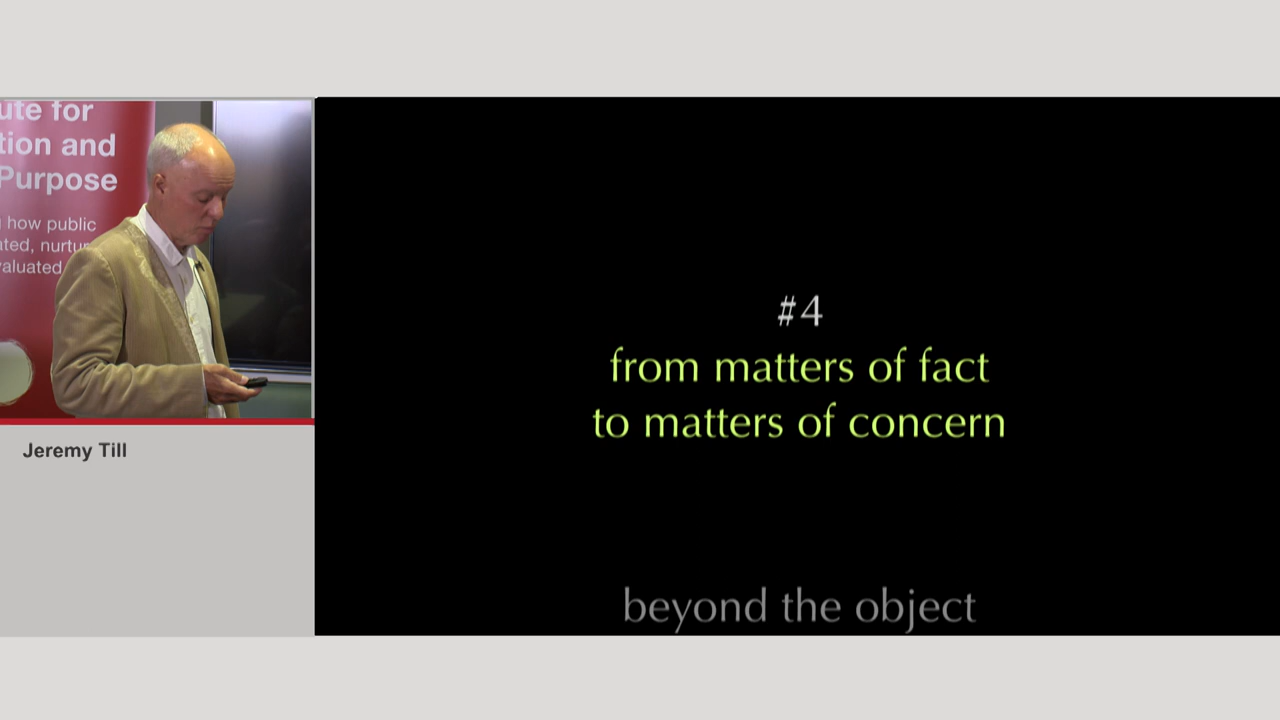 ute for
tion and
Purpose
how public
ated, nurtur
valuated
Jeremy Till
#4
from matters of fact
to matters of concern
beyond the object